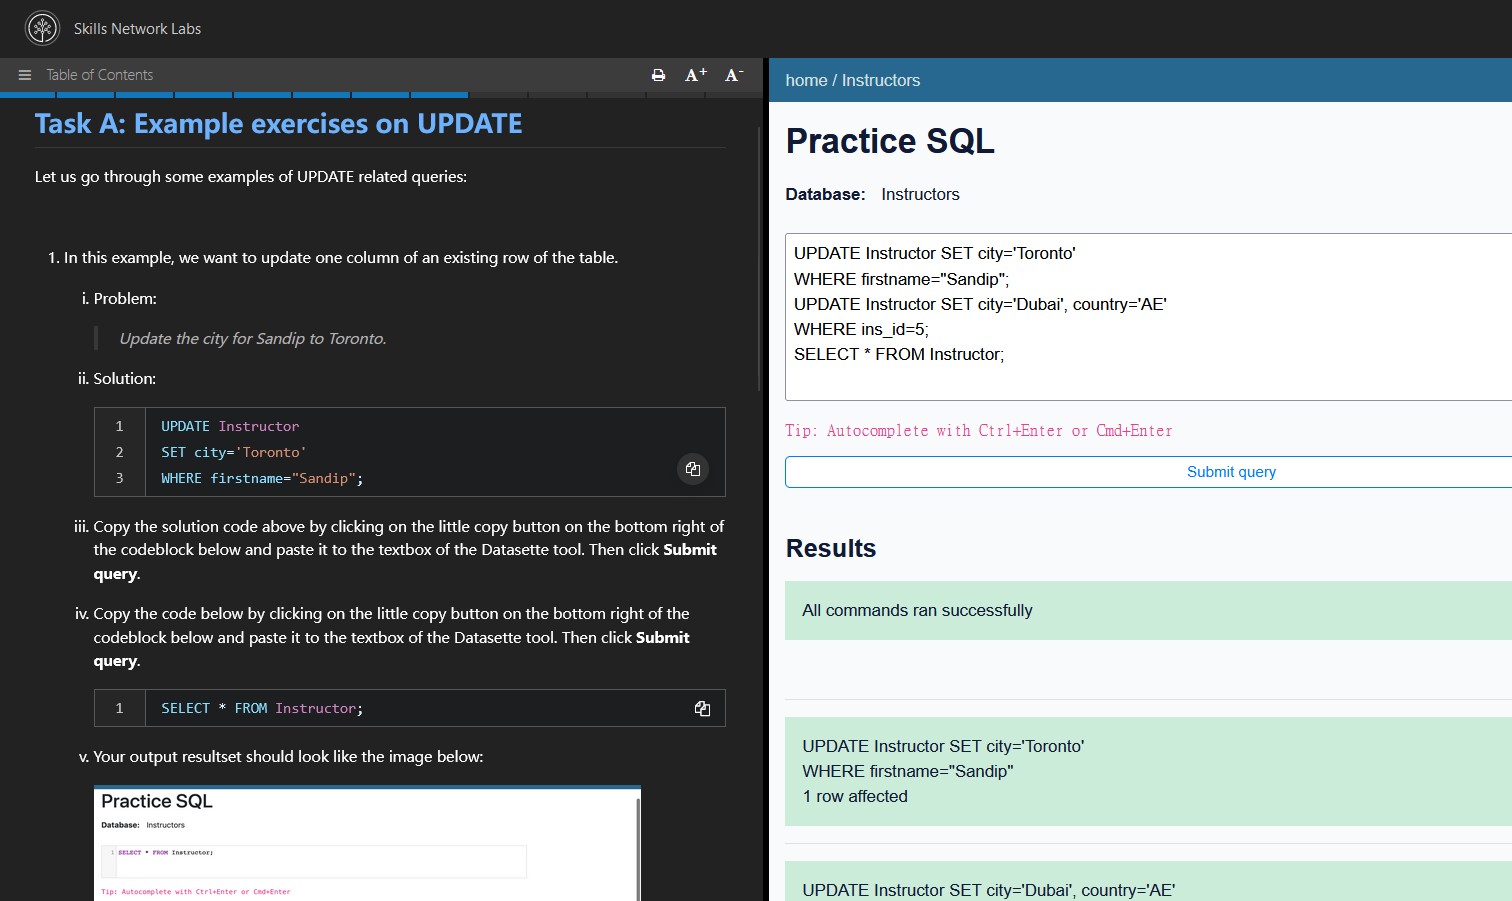 Skills Network Labs
Table of Contents
A+ A-
Task A: Example exercises on UPDATE
Let us go through some examples of UPDATE related queries:
1. In this example, we want to update one column of an existing row of the table.
i. Problem:
Update the city for Sandip to Toronto.
ii. Solution:
1 UPDATE Instructor
2 SET city='Toronto'
3 WHERE firstname="Sandip";
iii. Copy the solution code above by clicking on the little copy button on the bottom right of
the codeblock below and paste it to the textbox of the Datasette tool. Then click Submit
query.
iv. Copy the code below by clicking on the little copy button on the bottom right of the
codeblock below and paste it to the textbox of the Datasette tool. Then click Submit
query.
1 SELECT * FROM Instructor;
v. Your output resultset should look like the image below:
Practice SQL
Database: Instructors
1 SELECT * FROM Instructor;
Tip: Autocomplete with Ctrl+Enter or Cmd+Enter
home / Instructors
Practice SQL
Database: Instructors
UPDATE Instructor SET city='Toronto'
WHERE firstname="Sandip";
UPDATE Instructor SET city='Dubai', country='AE'
WHERE ins_id=5;
SELECT * FROM Instructor;
Tip: Autocomplete with Ctrl+Enter or Cmd+Enter
Submit query
Results
All commands ran successfully
UPDATE Instructor SET city='Toronto'
WHERE firstname="Sandip"
1 row affected
UPDATE Instructor SET city='Dubai', country='AE'